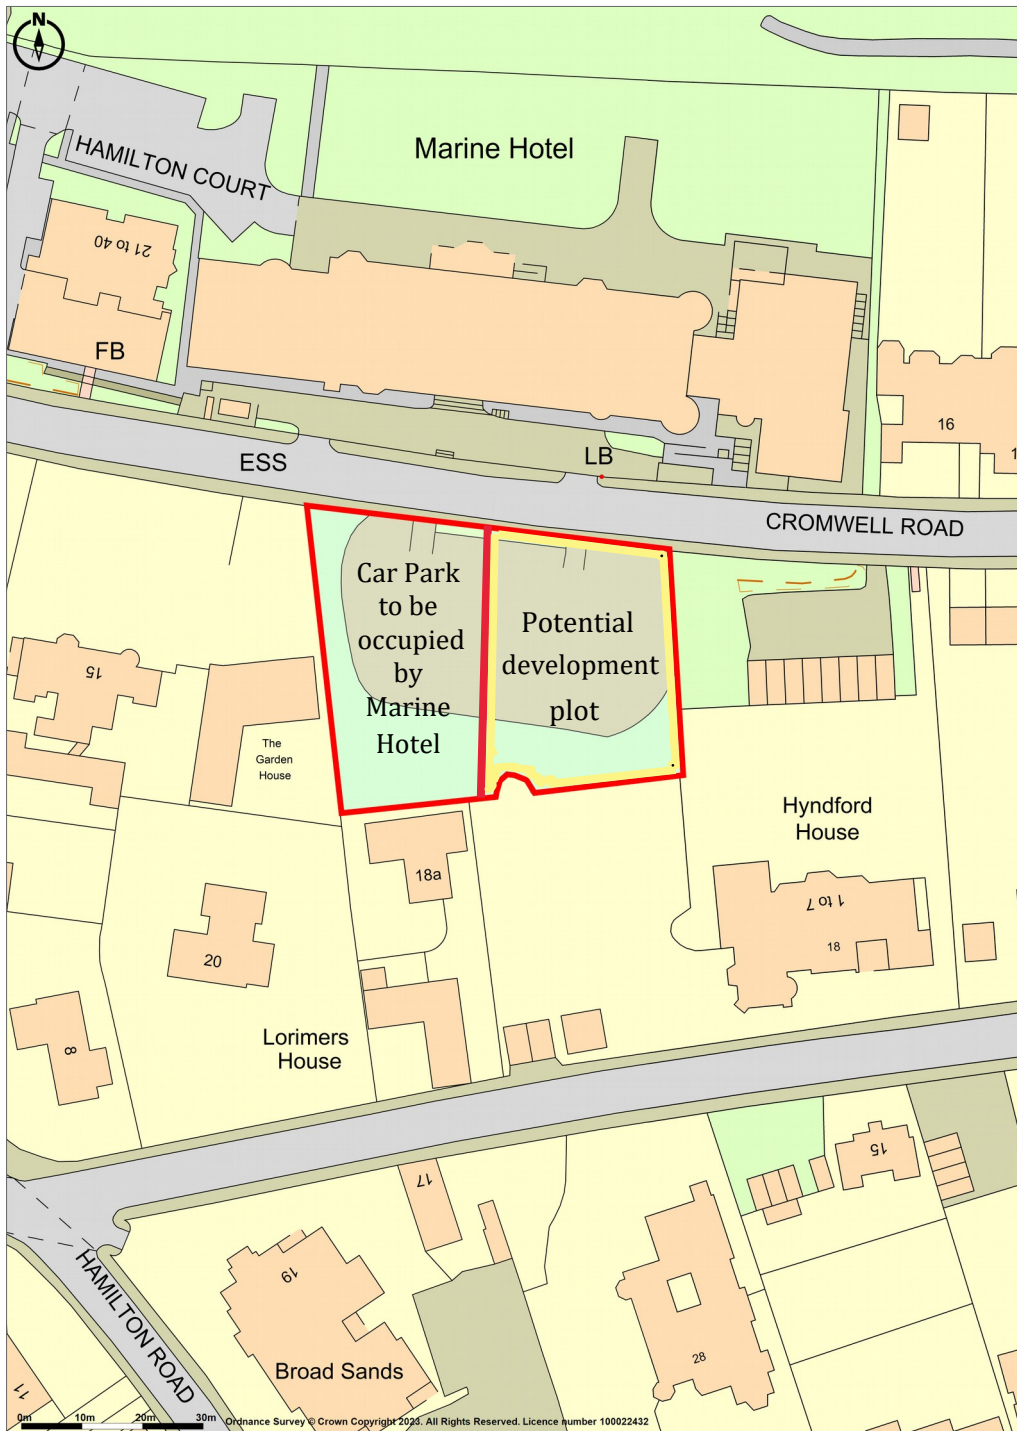 N
Marine Hotel
HAMILTON COURT
21 to 40
FB
16
1
ESS
LB
CROMWELL ROAD
Car Park
to be
occupied
by
Marine
Hotel
Potential
development
plot
15
The
Garden
House
Hyndford
House
18a
1 to 7
18
20
Lorimers
House
8
15
17
19
HAMILTON ROAD
Broad Sands
28
11
0m 10m 20m 30m
Ordnance Survey © Crown Copyright 2023. All Rights Reserved. Licence number 100022432